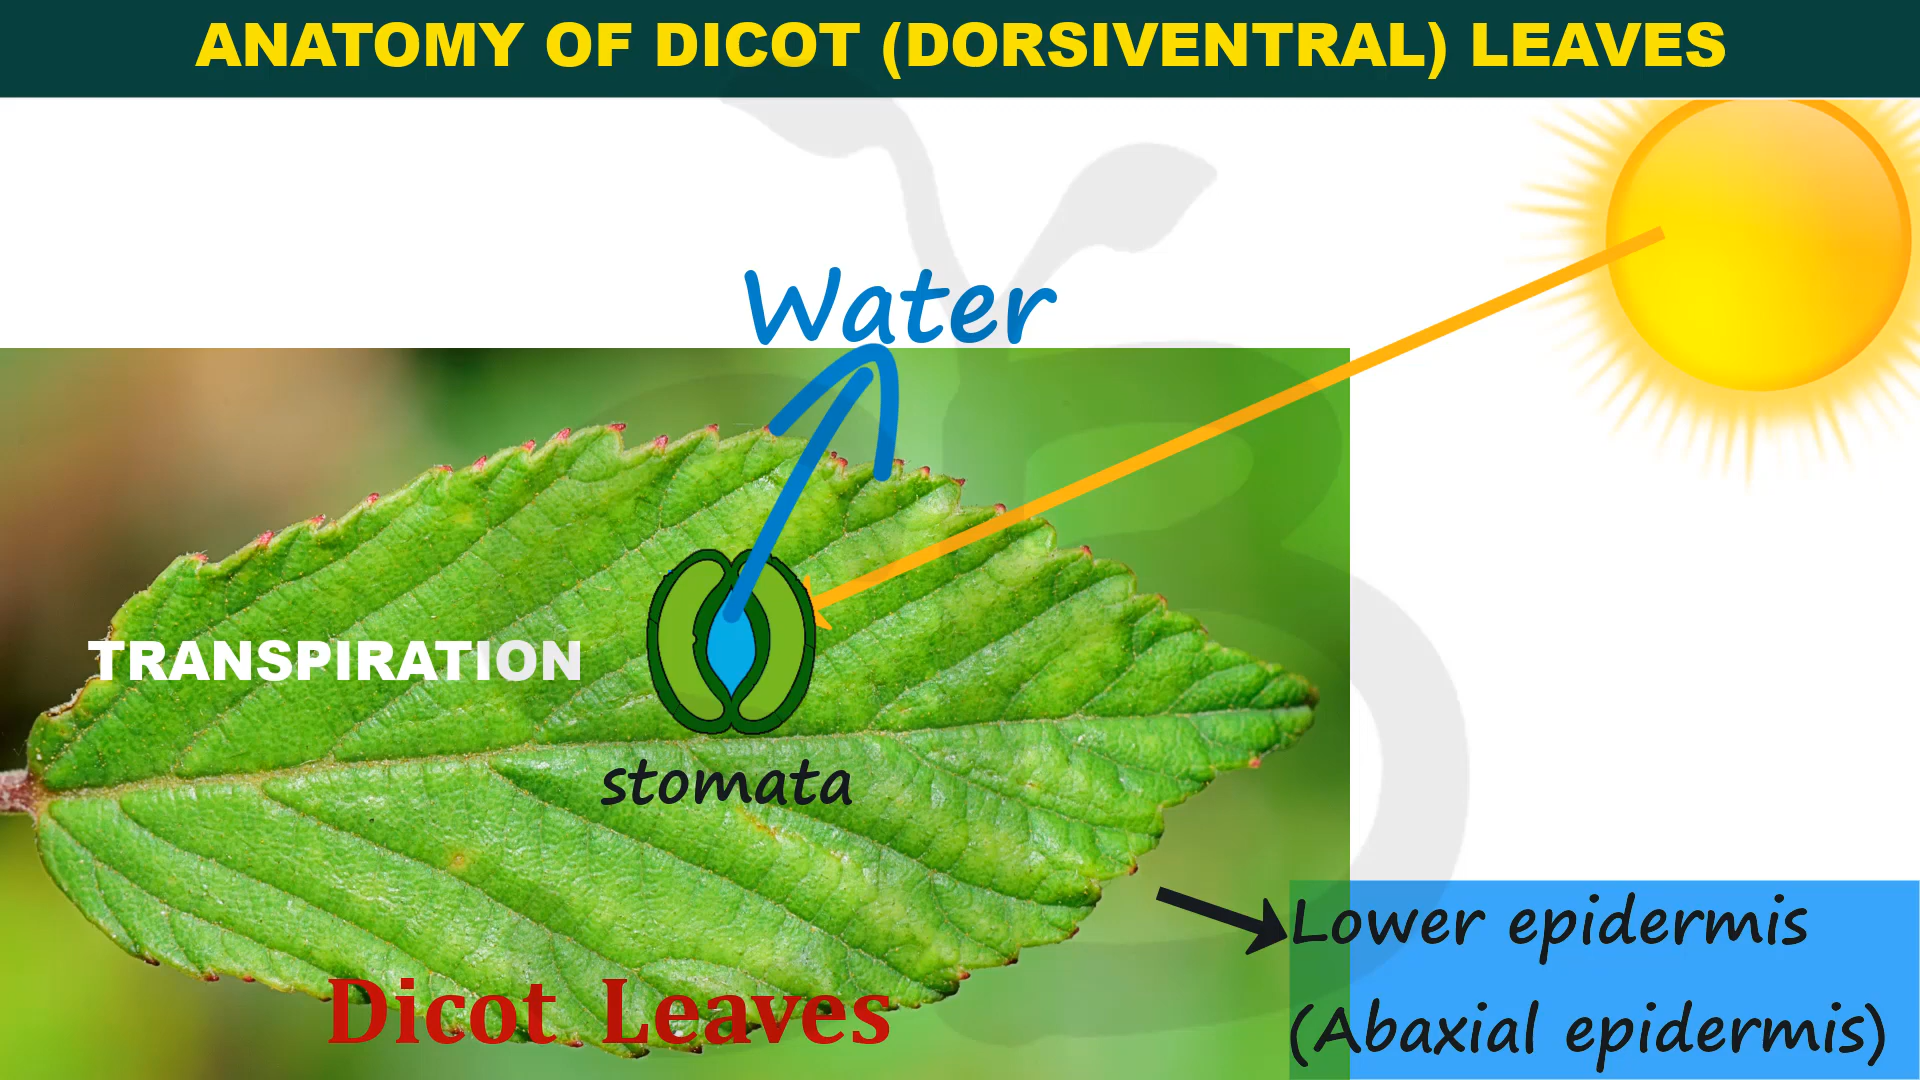 ANATOMY OF DICOT (DORSIVENTRAL) LEAVES
Water
TRANSPIRATION
stomata
Lower epidermis
(Abaxial epidermis)
Dicot Leaves